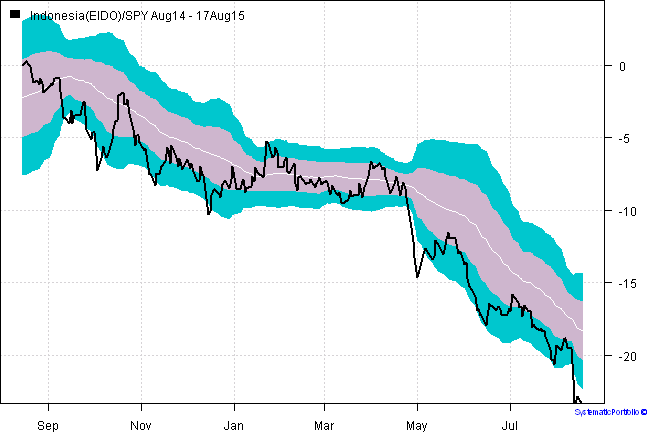 Indonesia(EIDO)/SPY Aug14 - 17Aug15
0
-5
-10
-15
-20
Sep Nov Jan Mar May Jul
SystematicPortfolio ©